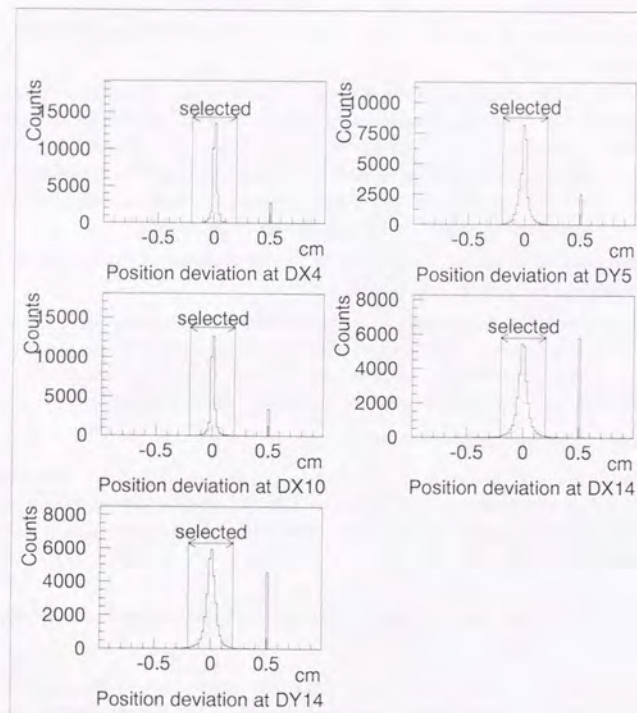 Counts
15000
10000
5000
0
selected
-0.5 0 0.5
cm
Position deviation at DX4
Counts
10000
7500
5000
2500
0
selected
-0.5 0 0.5
cm
Position deviation at DY5
Counts
15000
10000
5000
0
selected
-0.5 0 0.5
cm
Position deviation at DX10
Counts
8000
6000
4000
2000
0
selected
-0.5 0 0.5
cm
Position deviation at DX14
Counts
8000
6000
4000
2000
0
selected
-0.5 0 0.5
cm
Position deviation at DY14